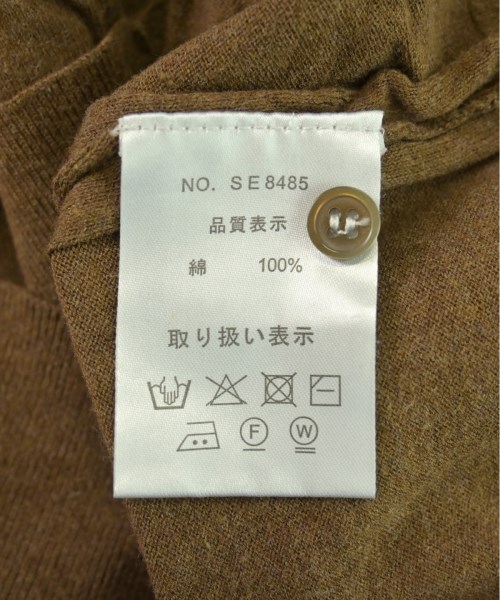 NO. SE8485
品質表示
綿 100%
取り扱い表示
F W